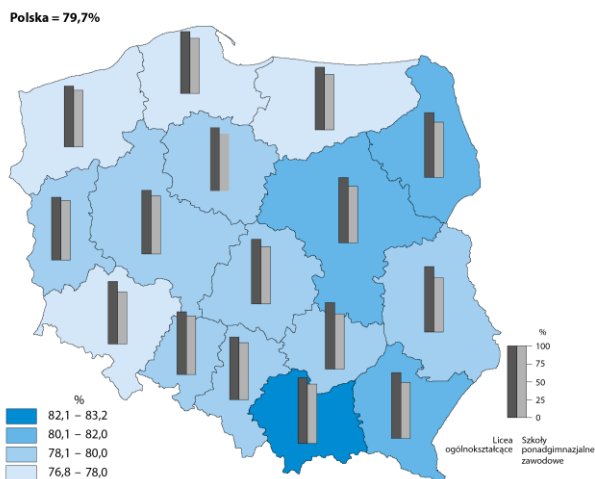 Polska = 79,7%
%
82,1 – 83,2
80,1 – 82,0
78,1 – 80,0
76,8 – 78,0
%
100
75
50
25
0
Licea
ogólnokształcące
Szkoły
ponadgimnazjalne
zawodowe